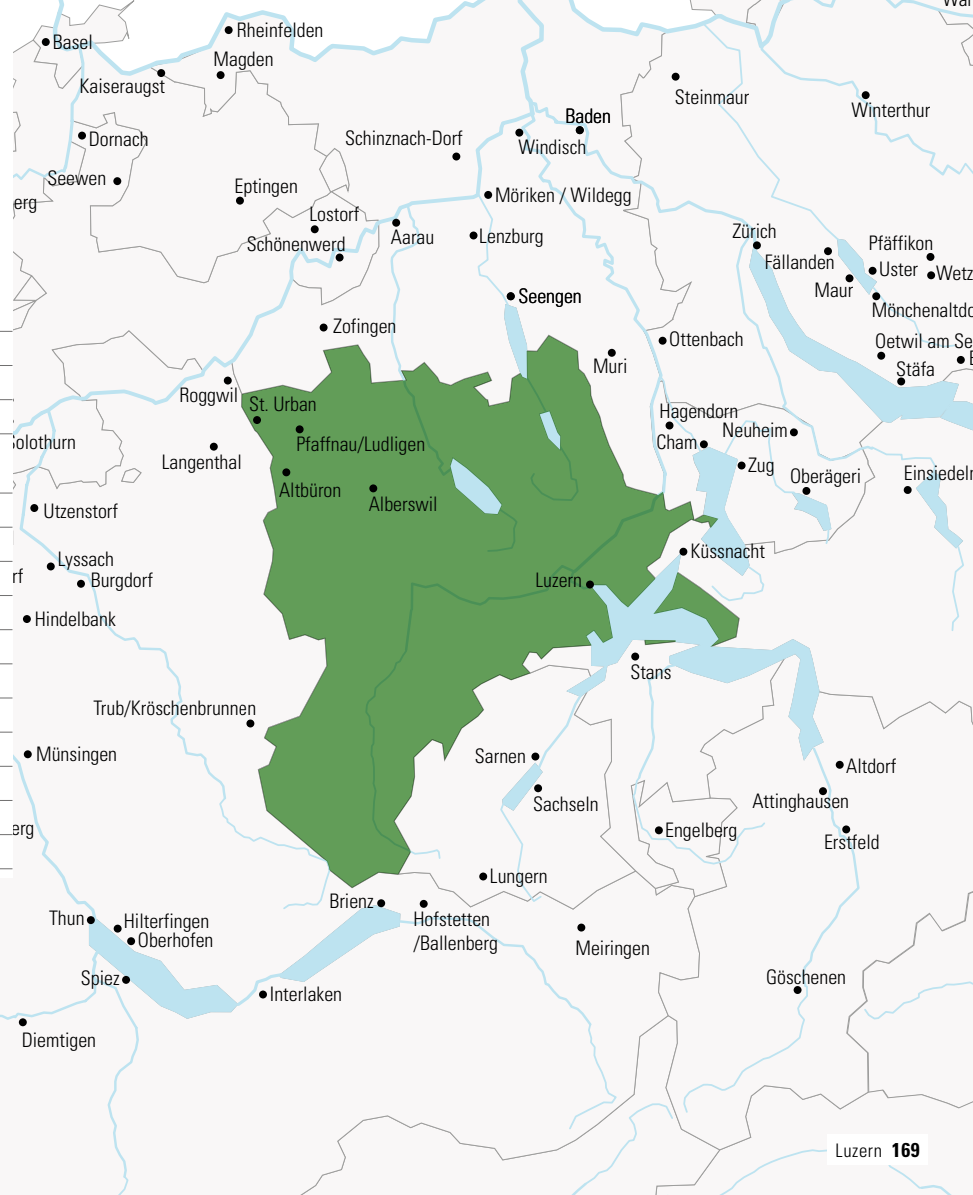 Basel
Rheinfelden
Magden
Kaiseraugst
Steinmaur
Winterthur
Baden
Dornach
Schinznach-Dorf
Windisch
Seewen
erg
Eptingen
Möriken / Wildegg
Lostorf
Schönenwerd
Aarau
Lenzburg
Zürich
Pfäffikon
Fällanden
Uster
Wetz
Maur
Seengen
Mönchenaltdo
Zofingen
Ottenbach
Oetwil am Se
Muri
Stäfa
Roggwil
St. Urban
Hagendorn
Pfaffnau/Ludligen
Cham
Neuheim
Solothurn
Langenthal
Zug
Oberägeri
Einsiedeln
Altbüron
Alberswil
Utzenstorf
Küssnacht
Lyssach
rf
Burgdorf
Luzern
Hindelbank
Stans
Trub/Kröschenbrunnen
Münsingen
Sarnen
Altdorf
Sachseln
Attinghausen
erg
Engelberg
Erstfeld
Lungern
Brienz
Thun
Hilterfingen
Hofstetten
/Ballenberg
Oberhofen
Meiringen
Spiez
Interlaken
Göschenen
Diemtigen
Luzern 169